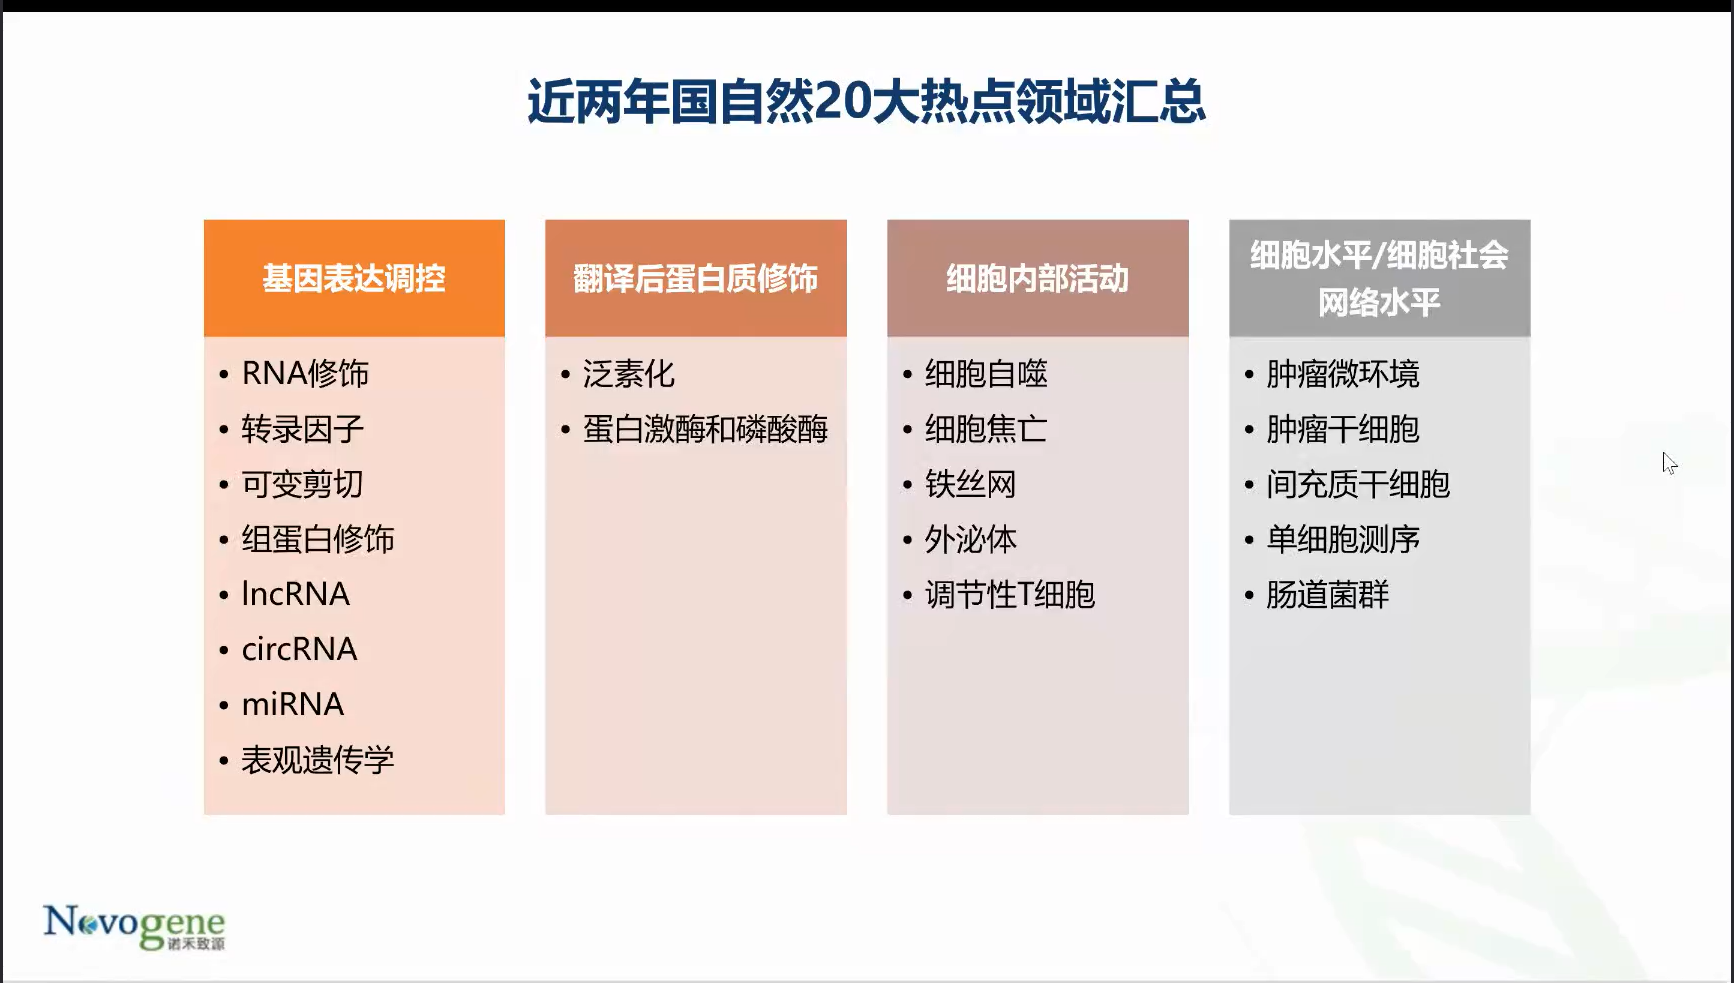 近两年国自然20大热点领域汇总
基因表达调控
• RNA修饰
• 转录因子
• 可变剪切
• 组蛋白修饰
• lncRNA
• circRNA
• miRNA
• 表观遗传学
翻译后蛋白质修饰
• 泛素化
• 蛋白激酶和磷酸酶
细胞内部活动
• 细胞自噬
• 细胞焦亡
• 铁丝网
• 外泌体
• 调节性T细胞
细胞水平/细胞社会
网络水平
• 肿瘤微环境
• 肿瘤干细胞
• 间充质干细胞
• 单细胞测序
• 肠道菌群
Novogene
诺禾致源